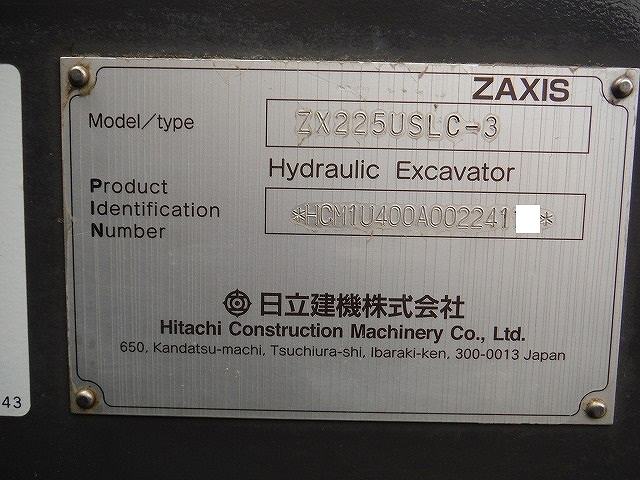 ZAXIS
Model/type
ZX225USLC-3
Hydraulic Excavator
Product
Identification
Number
*HCM1U400A0022411 *
日立建機株式会社
Hitachi Construction Machinery Co., Ltd.
650, Kandatsu-machi, Tsuchiura-shi, Ibaraki-ken, 300-0013 Japan
43